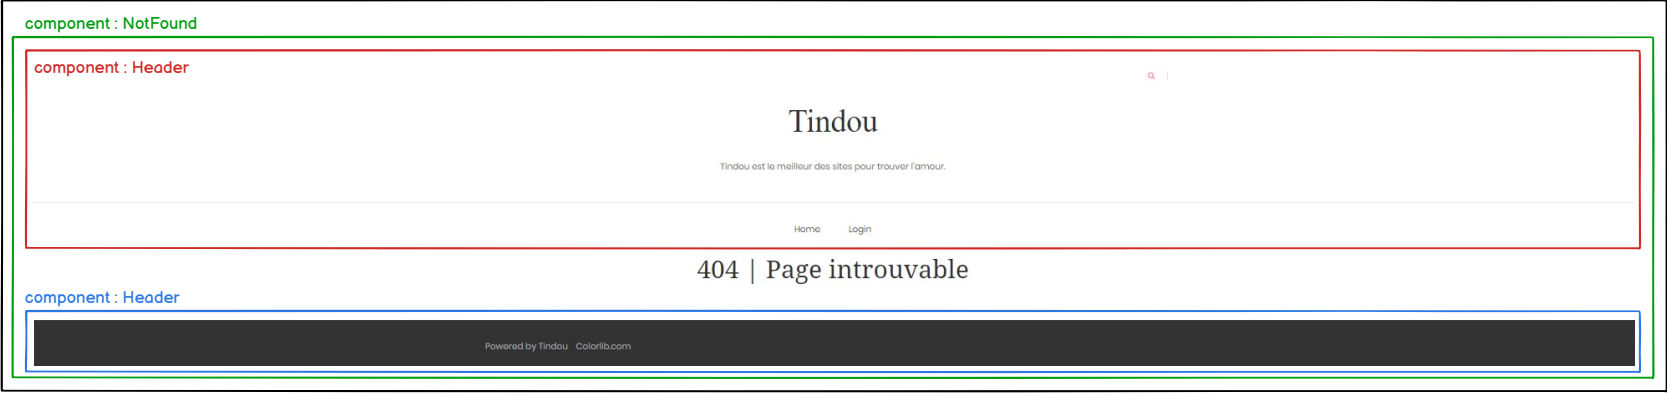 component : NotFound
component : Header
Tindou
Tindou est le meilleur des sites pour trouver l'amour.
Home Login
404 | Page introuvable
component : Header
Powered by Tindou Colorlib.com